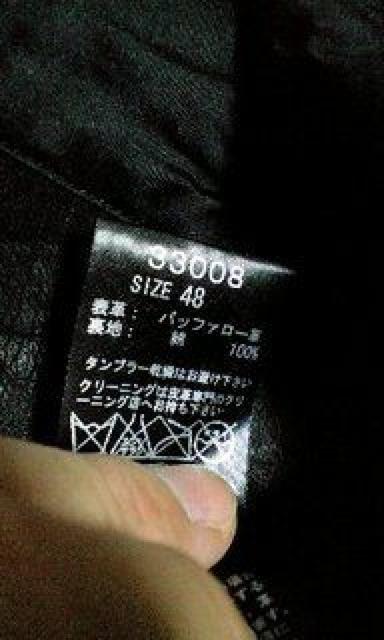 33008
SIZE 48
表革： バッファロー革
裏地： 綿 100%
タンブラー乾燥はお避け下さい
クリーニングは皮革専門のクリ
ーニング店へお持ち下さい